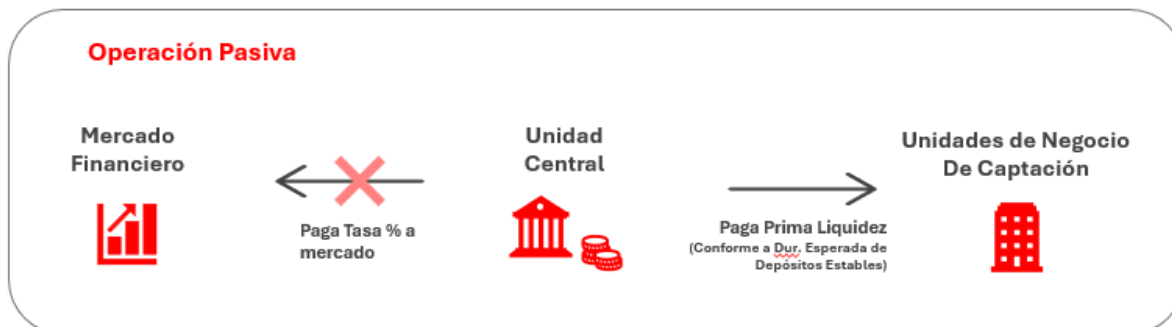 Operación Pasiva
Mercado
Financiero
Paga Tasa % a
mercado
Unidad
Central
Paga Prima Liquidez
(Conforme a Dur. Esperada de
Depósitos Estables)
Unidades de Negocio
De Captación